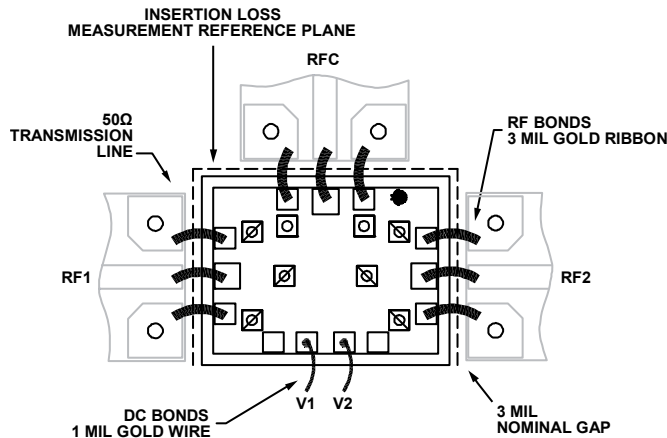 INSERTION LOSS
MEASUREMENT REFERENCE PLANE
RFC
50Ω
TRANSMISSION
LINE
RF BONDS
3 MIL GOLD RIBBON
RF1
RF2
V1
V2
DC BONDS
1 MIL GOLD WIRE
3 MIL
NOMINAL GAP